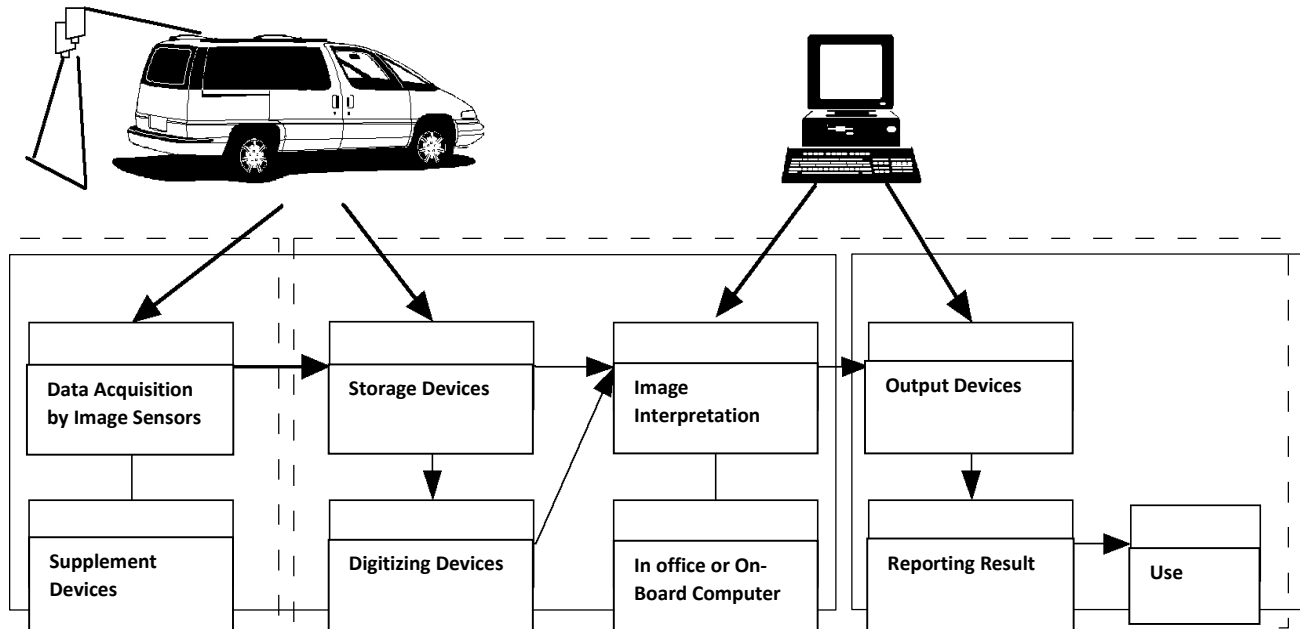 Data Acquisition
by Image Sensors
Storage Devices
Image
Interpretation
Output Devices
Supplement
Devices
Digitizing Devices
In office or On-
Board Computer
Reporting Result
Use